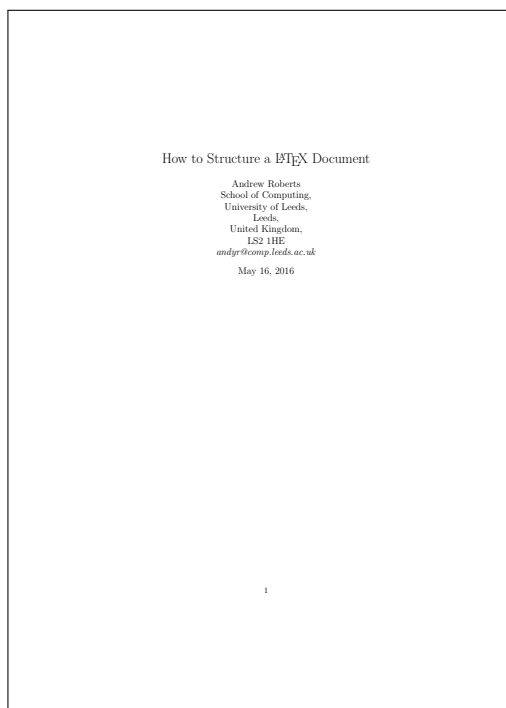 How to Structure a LATEX Document
Andrew Roberts
School of Computing,
University of Leeds,
Leeds,
United Kingdom,
LS2 1HE
andyr@comp.leeds.ac.uk
May 16, 2016
1